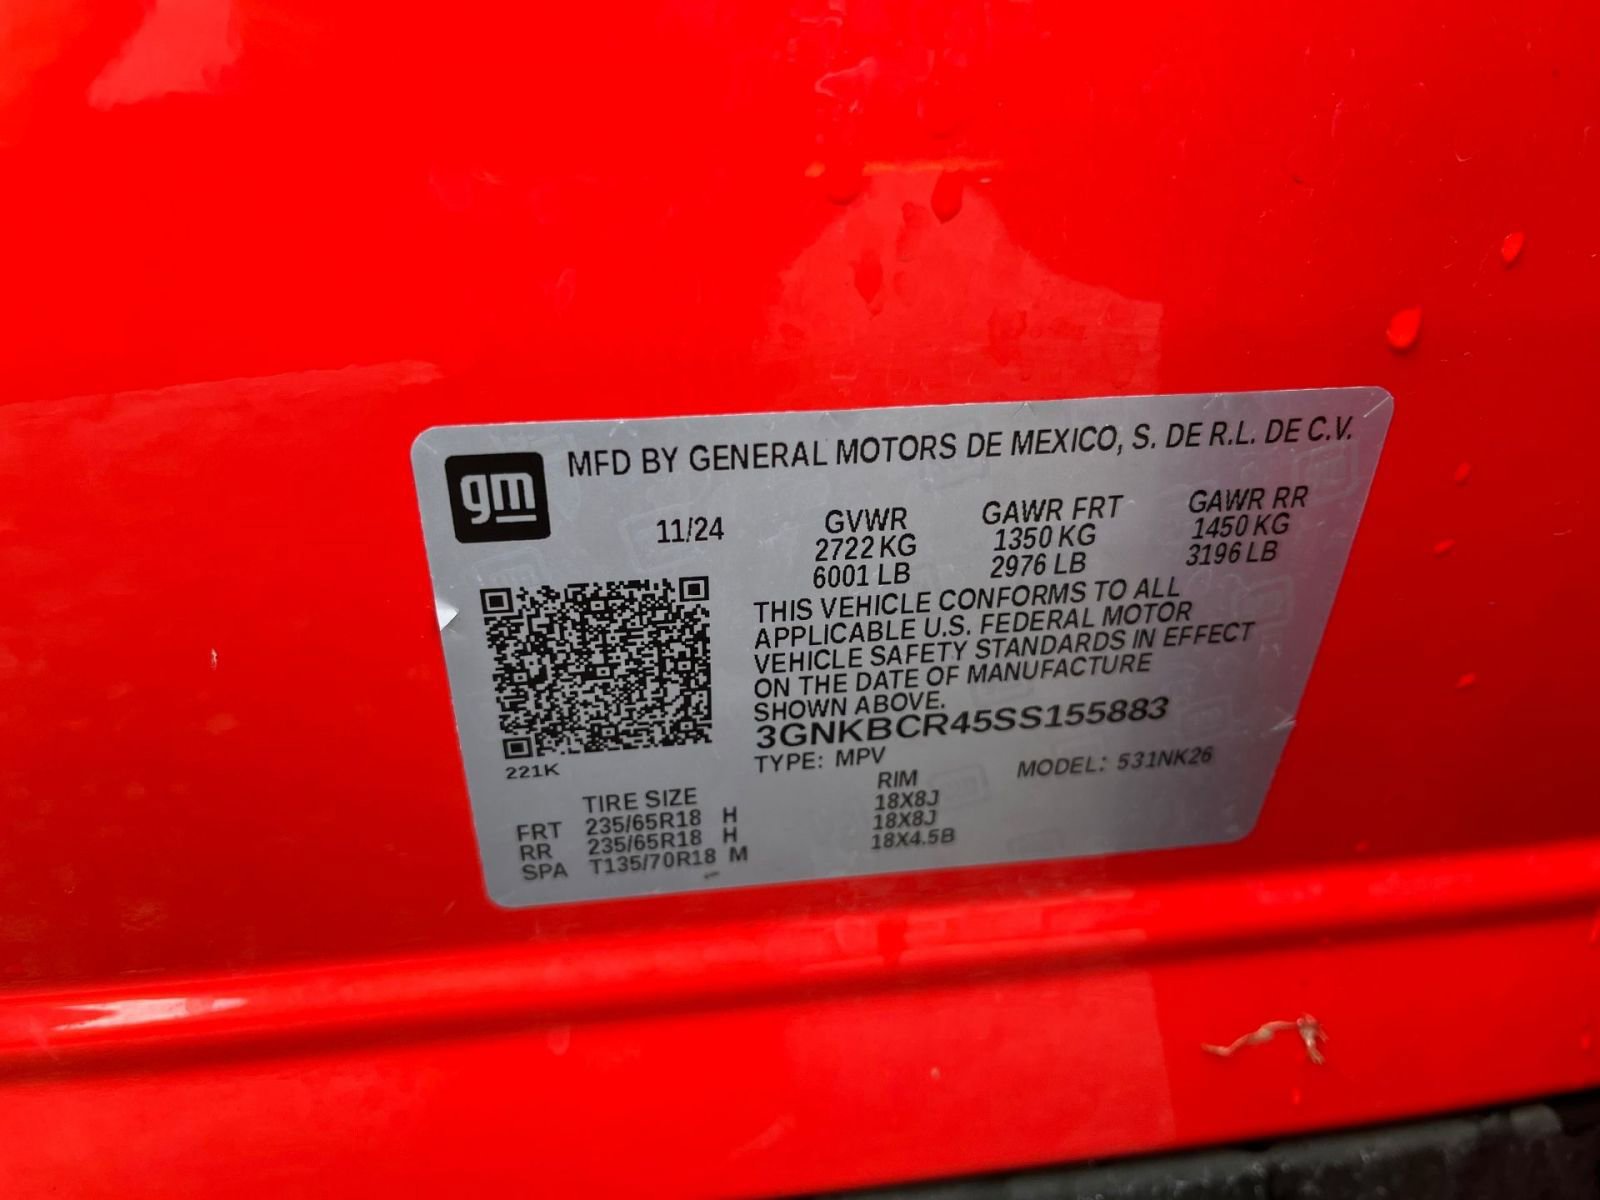 gm
MFD BY GENERAL MOTORS DE MEXICO, S. DE R.L. DE C.V.
11/24 GVWR GAWR FRT GAWR RR
2722 KG 1350 KG 1450 KG
6001 LB 2976 LB 3196 LB
THIS VEHICLE CONFORMS TO ALL
APPLICABLE U.S. FEDERAL MOTOR
VEHICLE SAFETY STANDARDS IN EFFECT
ON THE DATE OF MANUFACTURE
SHOWN ABOVE.
3GNKBCR45SS155883
221K
TYPE: MPV MODEL: 531NK26
TIRE SIZE RIM
FRT 235/65R18 H 18X8J
RR 235/65R18 H 18X8J
SPA T135/70R18 M 18X4.5B